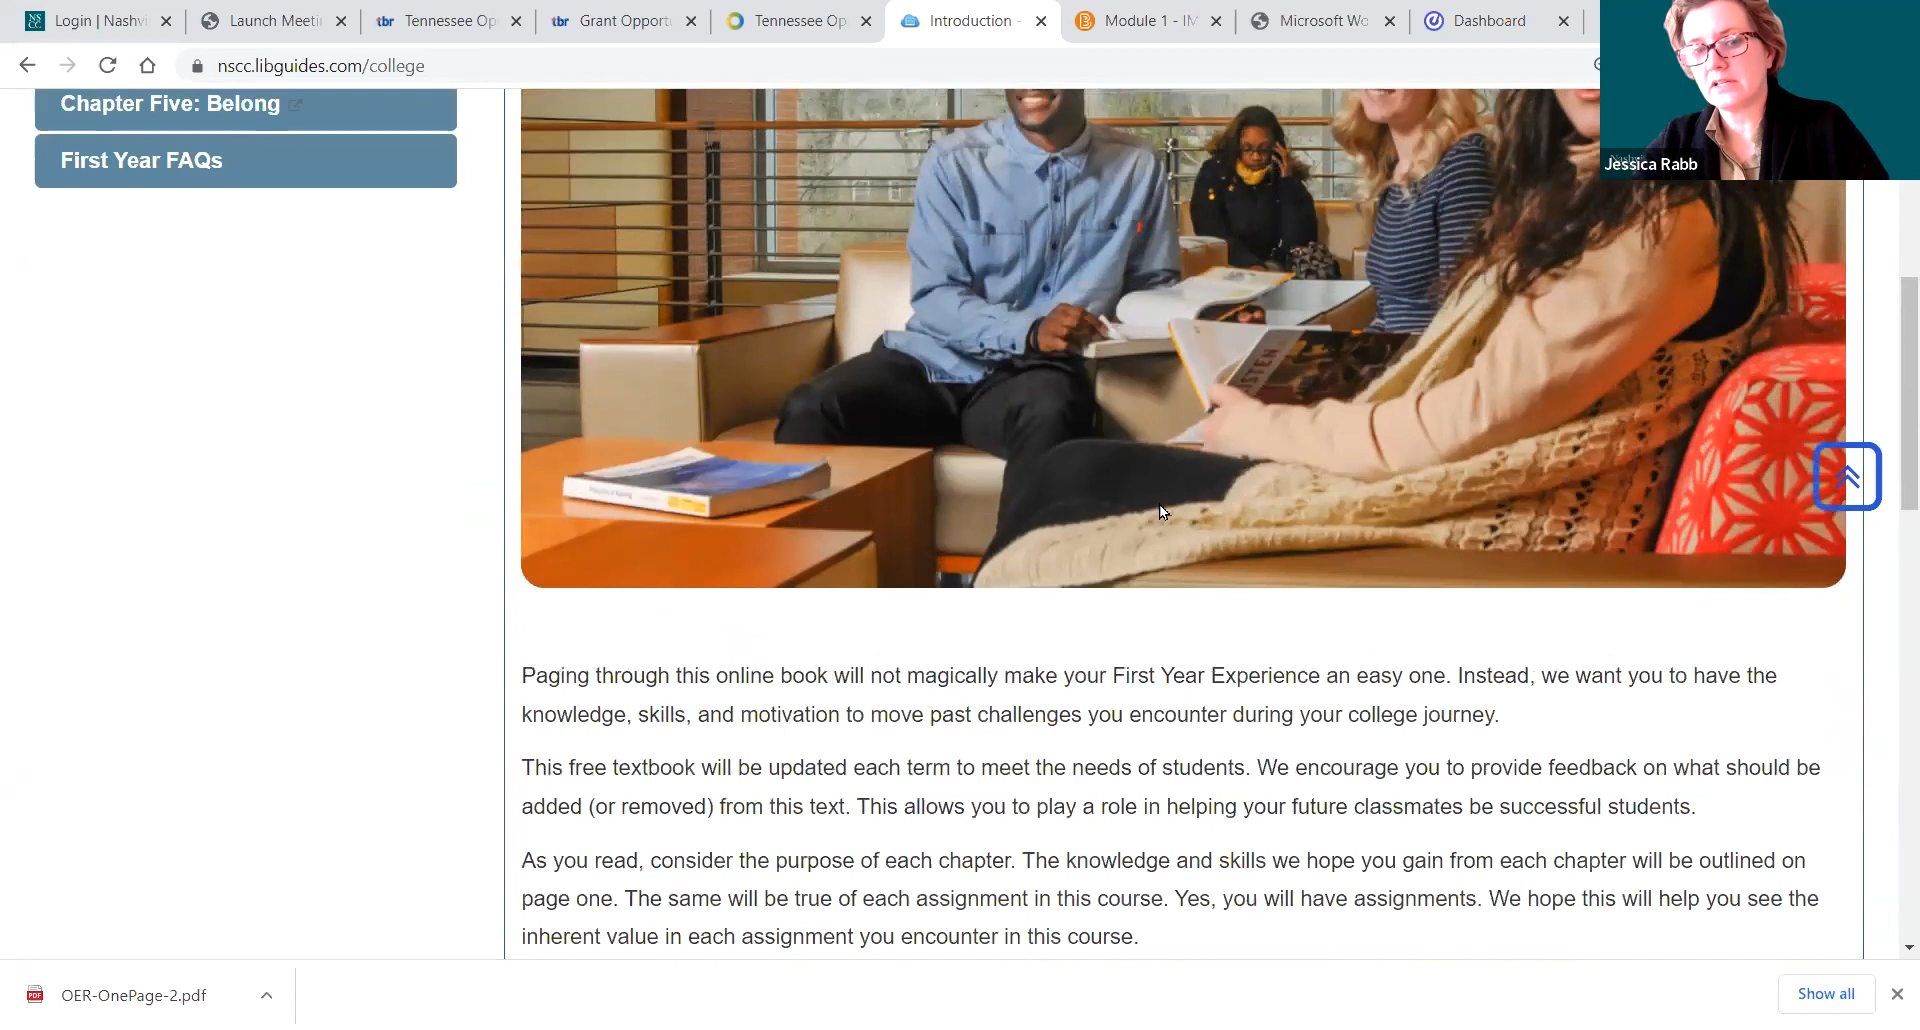 Login | Nashvi
Launch Meeti
Tennessee Op
Grant Opport
Tennessee Op
Introduction -
Module 1 - IM
Microsoft Wo
Dashboard
nscc.libguides.com/college
Jessica Rabb
Chapter Five: Belong
First Year FAQs
LISTEN
Paging through this online book will not magically make your First Year Experience an easy one. Instead, we want you to have the
knowledge, skills, and motivation to move past challenges you encounter during your college journey.
This free textbook will be updated each term to meet the needs of students. We encourage you to provide feedback on what should be
added (or removed) from this text. This allows you to play a role in helping your future classmates be successful students.
As you read, consider the purpose of each chapter. The knowledge and skills we hope you gain from each chapter will be outlined on
page one. The same will be true of each assignment in this course. Yes, you will have assignments. We hope this will help you see the
inherent value in each assignment you encounter in this course.
OER-OnePage-2.pdf
Show all